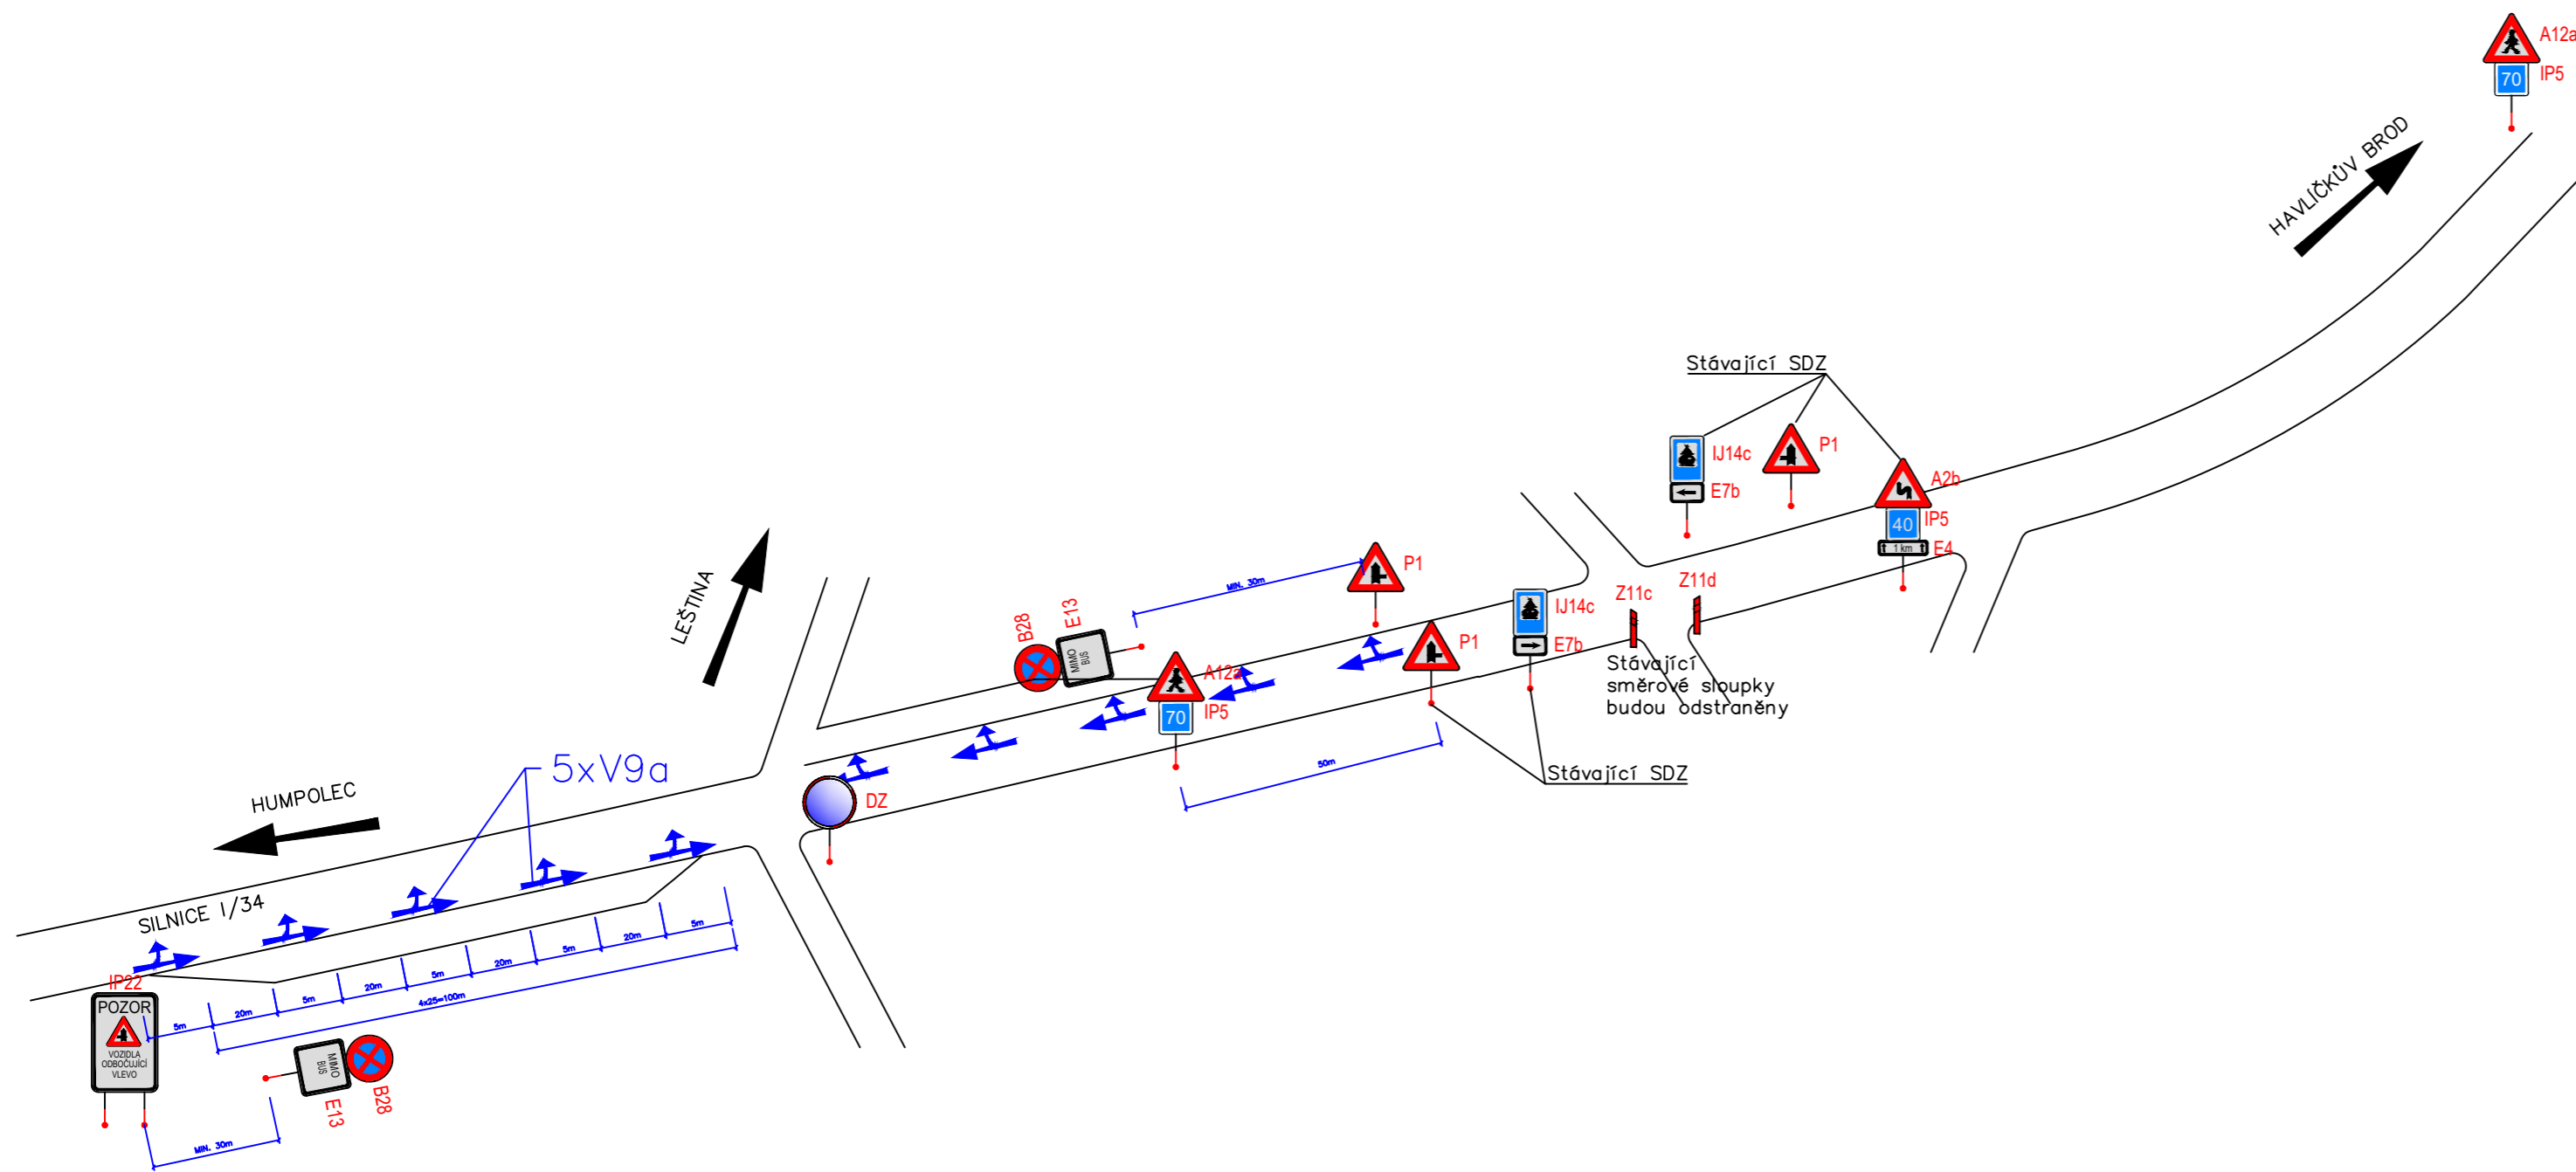 A12a
70
IP5
HAVLÍČKŮV BROD
Stávající SDZ
IJ14c
E7b
P1
A2b
40
IP5
1 km
E4
LEŠTINA
B28
E13
MIMO
BUS
MIN. 30m
P1
A12a
70
IP5
P1
IJ14c
E7b
Z11c
Z11d
Stávající
směrové sloupky
budou odstraněny
50m
Stávající SDZ
DZ
HUMPOLEC
5xV9a
SILNICE I/34
IP22
POZOR
VOZIDLA
ODBOČUJÍCÍ
VLEVO
5m
20m
5m
20m
5m
20m
5m
20m
5m
4x25=100m
MIMO
BUS
E13
B28
MIN. 30m